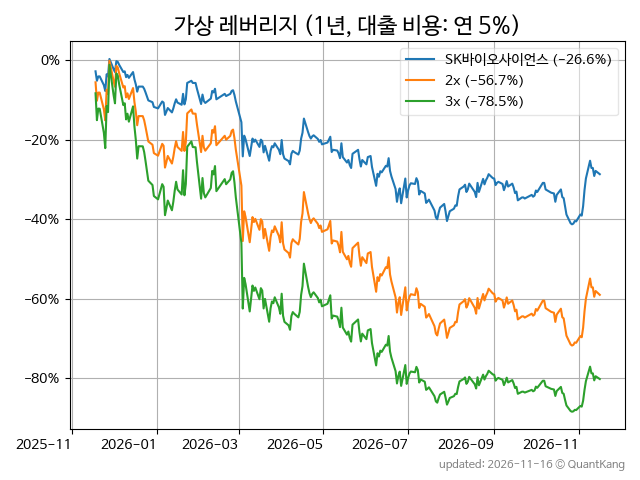 가상 레버리지 (1년, 대출 비용: 연 5%)
SK바이오사이언스 (−26.6%)
2x (−56.7%)
3x (−78.5%)
0%
−20%
−40%
−60%
−80%
2025−11 2026−01 2026−03 2026−05 2026−07 2026−09 2026−11
updated: 2026-11-16 © QuantKang